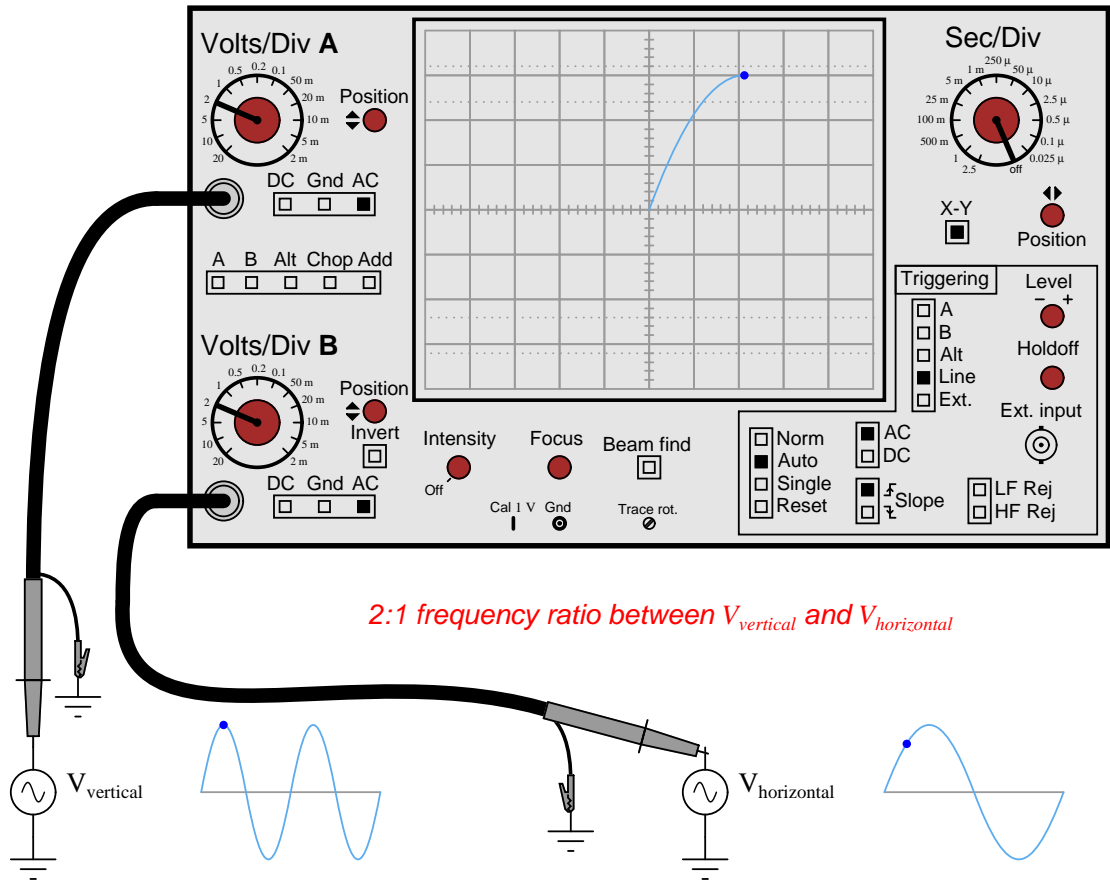 Volts/Div A
20 10 5 2 1 0.5 0.2 0.1 50 m 20 m 10 m 5 m 2 m
Position
DC Gnd AC
A B Alt Chop Add
Volts/Div B
20 10 5 2 1 0.5 0.2 0.1 50 m 20 m 10 m 5 m 2 m
Position
Invert
DC Gnd AC
Intensity
Off
Focus
Beam find
Cal 1 V Gnd
Trace rot.
Sec/Div
2.5 1 500 m 100 m 25 m 5 m 1 m 250 µ 50 µ 10 µ 2.5 µ 0.5 µ 0.1 µ 0.025 µ off
X-Y
Position
Triggering
A
B
Alt
Line
Ext.
Level
− +
Holdoff
Ext. input
Norm
Auto
Single
Reset
AC
DC
Slope
LF Rej
HF Rej
2:1 frequency ratio between Vvertical and Vhorizontal
Vvertical
Vhorizontal